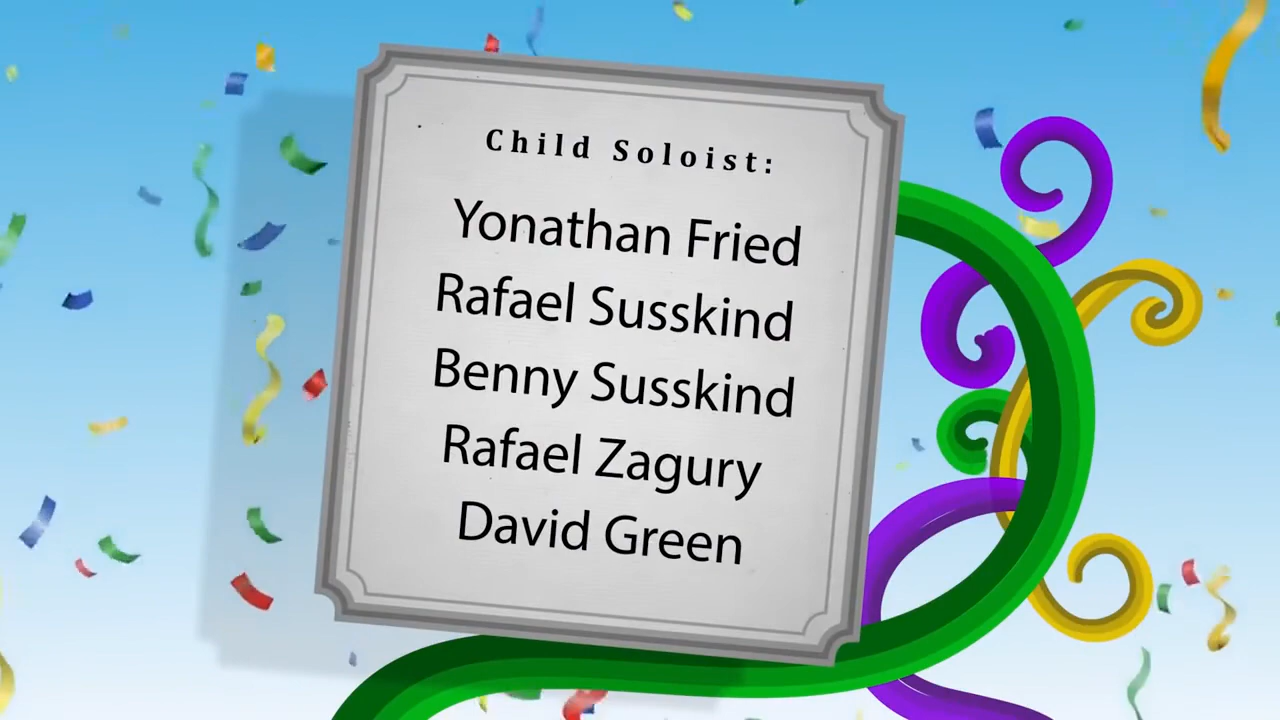 Child Soloist:
Yonathan Fried
Rafael Susskind
Benny Susskind
Rafael Zagury
David Green